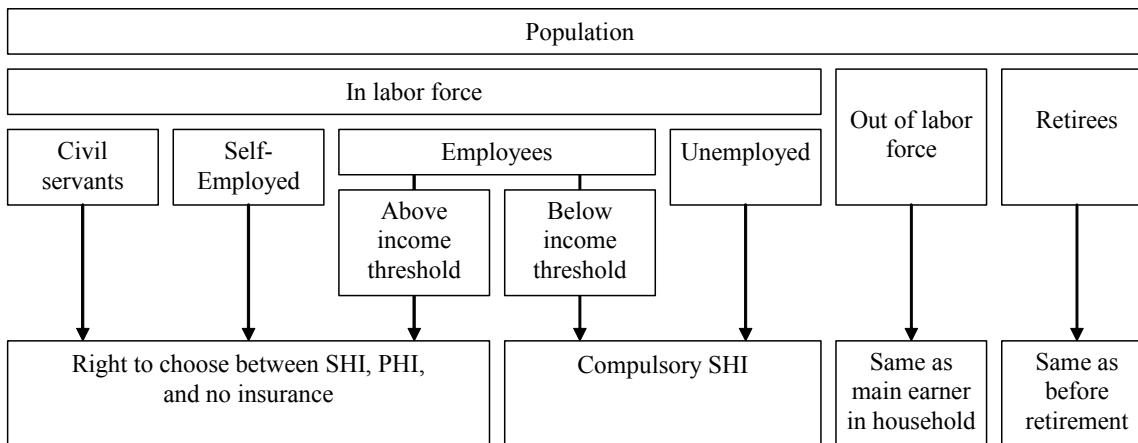 Population
In labor force
Out of labor
force
Retirees
Civil
servants
Self-
Employed
Employees
Unemployed
Above
income
threshold
Below
income
threshold
Right to choose between SHI, PHI,
and no insurance
Compulsory SHI
Same as
main earner
in household
Same as
before
retirement